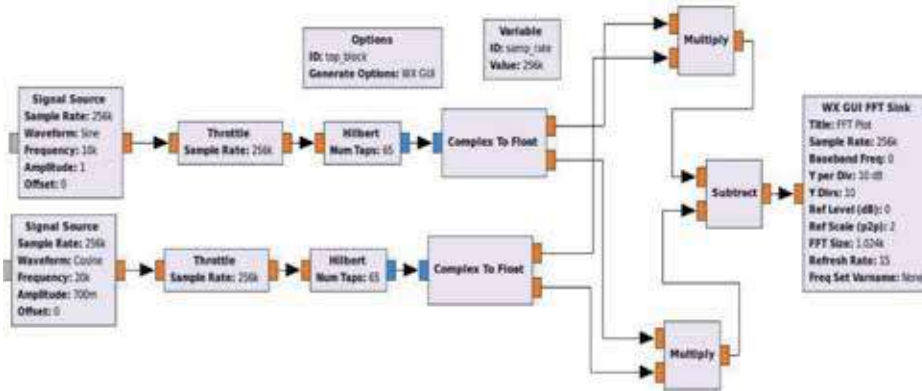 Options
ID: top_block
Generate Options: WX GUI
Variable
ID: samp_rate
Value: 256k
Multiply
Signal Source
Sample Rate: 256k
Waveform: Sine
Frequency: 10k
Amplitude: 1
Offset: 0
Throttle
Sample Rate: 256k
Hilbert
Num Taps: 65
Complex To Float
WX GUI FFT Sink
Title: FFT Plot
Sample Rate: 256k
Baseband Freq: 0
Y per Div: 10 dB
Y Divs: 10
Ref Level (dB): 0
Ref Scale (p2p): 2
FFT Size: 1.024k
Refresh Rate: 15
Freq Set Varname: None
Subtract
Signal Source
Sample Rate: 256k
Waveform: Cosine
Frequency: 20k
Amplitude: 700m
Offset: 0
Throttle
Sample Rate: 256k
Hilbert
Num Taps: 65
Complex To Float
Multiply